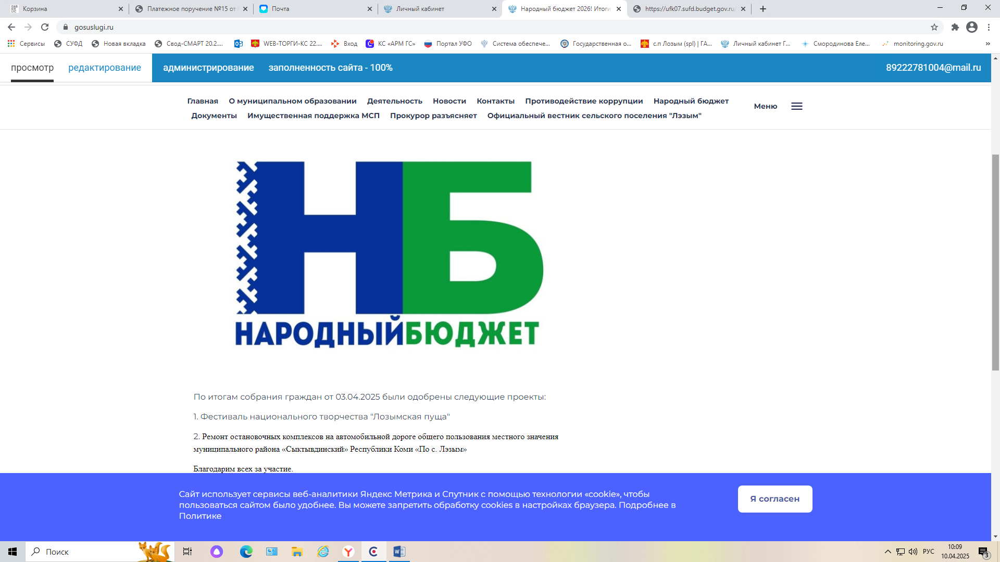 Корзина
Платежное поручение №15 от
Почта
Личный кабинет
Народный бюджет 2026! Итоги
https://ufk07.sufd.budget.gov.ru/
gosuslugi.ru
Сервисы
СУФД
Новая вкладка
Свод-СМАРТ 20.2....
WEB-ТОРГИ-КС 22....
Вход
КС «АРМ ГС»
Портал УФО
Система обеспече...
Государственная о...
с.п Лозым (spl) | ГА...
Личный кабинет Г...
Смородинова Еле...
monitoring.gov.ru
просмотр
редактирование
администрирование
заполненность сайта - 100%
89222781004@mail.ru
Главная О муниципальном образовании Деятельность Новости Контакты Противодействие коррупции Народный бюджет
Документы Имущественная поддержка МСП Прокурор разъясняет Официальный вестник сельского поселения "Лэзым"
Меню
НБ
НАРОДНЫЙБЮДЖЕТ
По итогам собрания граждан от 03.04.2025 были одобрены следующие проекты:
1. Фестиваль национального творчества "Лозымская пуща"
2. Ремонт остановочных комплексов на автомобильной дороге общего пользования местного значения
муниципального района «Сыктывдинский» Республики Коми «По с. Лэзым»
Благодарим всех за участие.
Сайт использует сервисы веб-аналитики Яндекс Метрика и Спутник с помощью технологии «cookie», чтобы
пользоваться сайтом было удобнее. Вы можете запретить обработку cookies в настройках браузера. Подробнее в
Политике
Я согласен
Поиск
РУС
10:09
10.04.2025
3